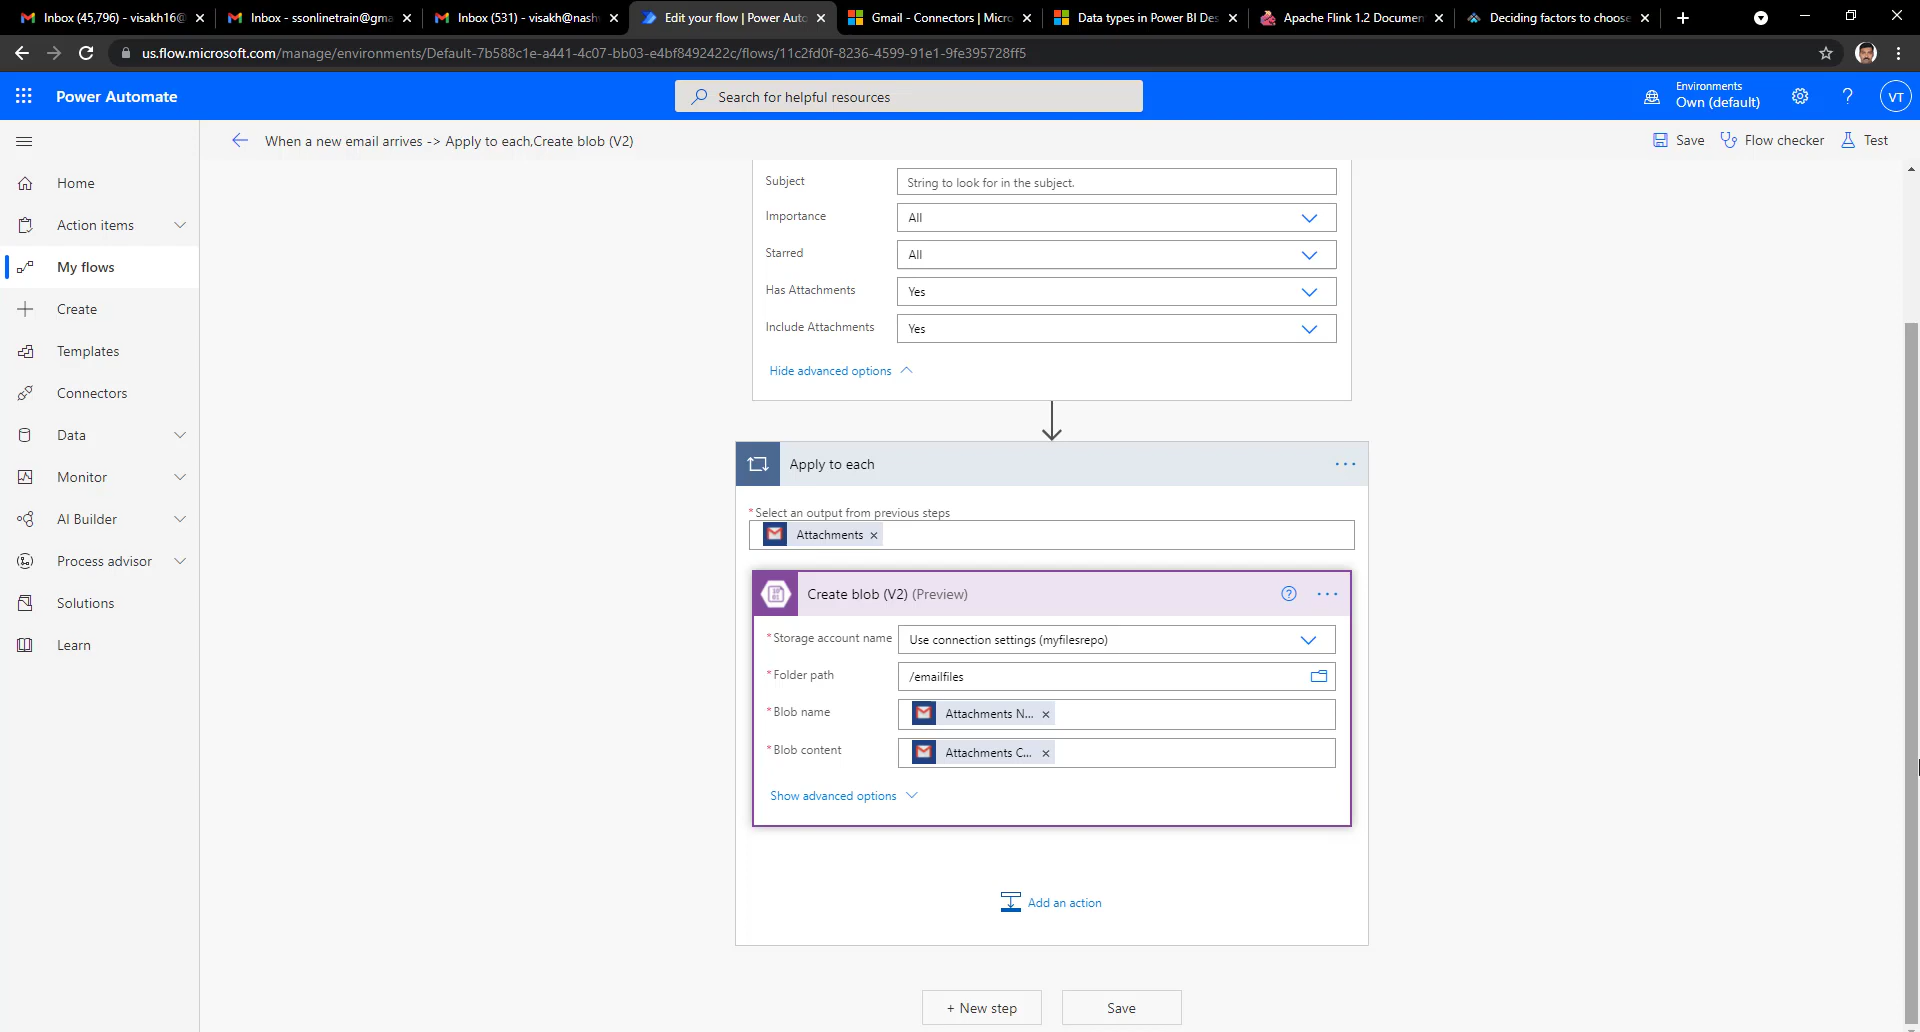 Inbox (45,796) - visakh16@
Inbox - ssonlinetrain@gma
Inbox (531) - visakh@nash
Edit your flow | Power Auto
Gmail - Connectors | Micro
Data types in Power BI Des
Apache Flink 1.2 Documen
Deciding factors to choose
us.flow.microsoft.com/manage/environments/Default-7b588c1e-a441-4c07-bb03-e4bf8492422c/flows/11c2fd0f-8236-4599-91e1-9fe395728ff5
Power Automate
Search for helpful resources
Environments
Own (default)
?
VT
When a new email arrives -> Apply to each,Create blob (V2)
Save
Flow checker
Test
Home
Action items
My flows
Create
Templates
Connectors
Data
Monitor
AI Builder
Process advisor
Solutions
Learn
Subject
String to look for in the subject.
Importance
All
Starred
All
Has Attachments
Yes
Include Attachments
Yes
Hide advanced options
Apply to each
* Select an output from previous steps
Attachments ×
Create blob (V2) (Preview)
* Storage account name
Use connection settings (myfilesrepo)
* Folder path
/emailfiles
* Blob name
Attachments N... ×
* Blob content
Attachments C... ×
Show advanced options
Add an action
+ New step
Save